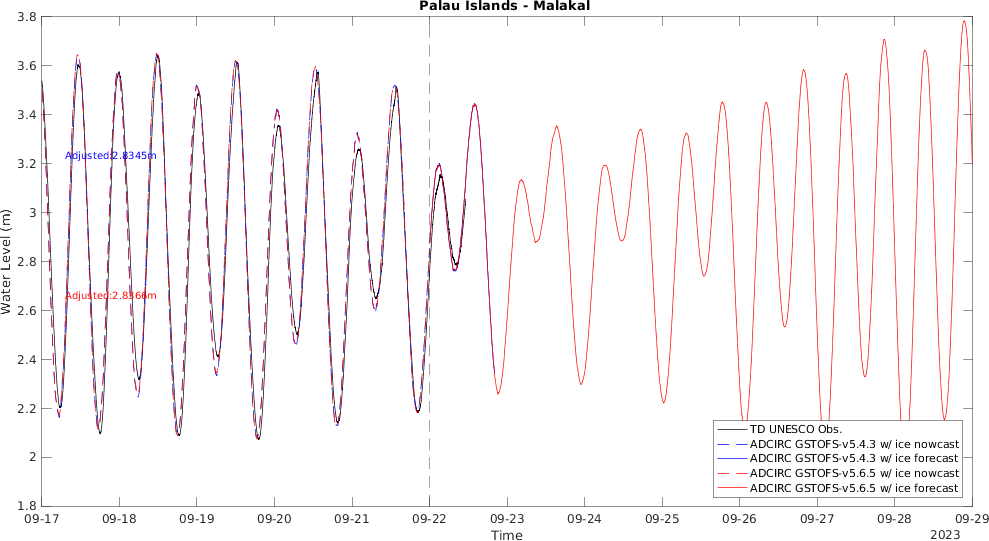 Palau Islands - Malakal
3.8
3.6
3.4
3.2
3
2.8
2.6
2.4
2.2
2
1.8
Water Level (m)
Adjusted:2.8345m
Adjusted:2.8366m
TD UNESCO Obs.
ADCIRC GSTOFS-v5.4.3 w/ ice nowcast
ADCIRC GSTOFS-v5.4.3 w/ ice forecast
ADCIRC GSTOFS-v5.6.5 w/ ice nowcast
ADCIRC GSTOFS-v5.6.5 w/ ice forecast
09-17 09-18 09-19 09-20 09-21 09-22 09-23 09-24 09-25 09-26 09-27 09-28 09-29
Time
2023